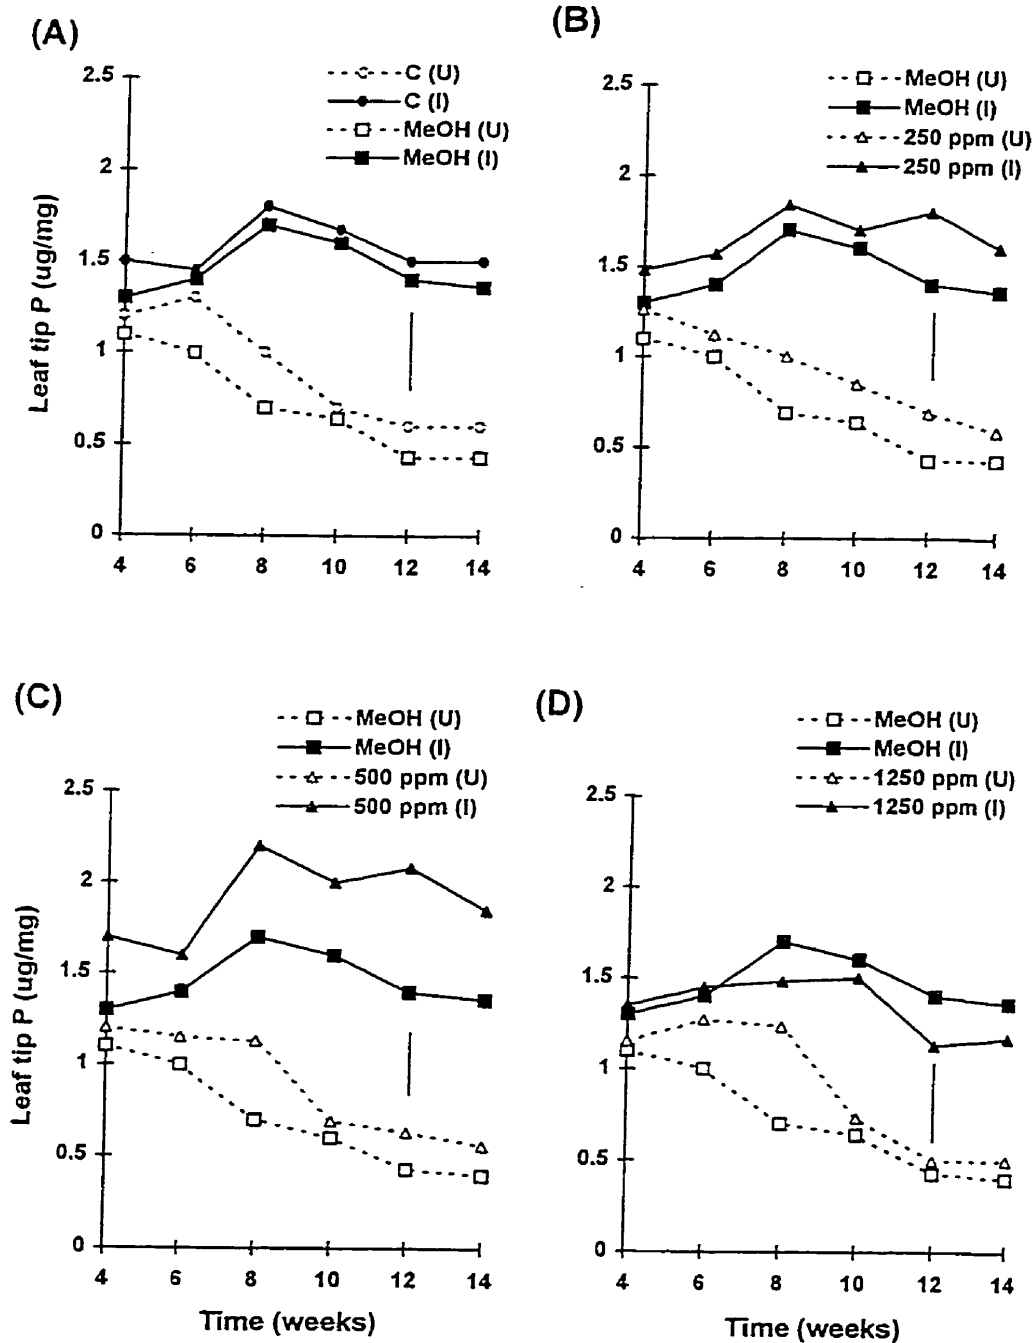 (A)
C (U)
C (I)
MeOH (U)
MeOH (I)
2.5
2
1.5
1
0.5
0
4 6 8 10 12 14
Leaf tip P (ug/mg)
(B)
MeOH (U)
MeOH (I)
250 ppm (U)
250 ppm (I)
2.5
2
1.5
1
0.5
0
4 6 8 10 12 14
(C)
MeOH (U)
MeOH (I)
500 ppm (U)
500 ppm (I)
2.5
2
1.5
1
0.5
0
4 6 8 10 12 14
Leaf tip P (ug/mg)
Time (weeks)
(D)
MeOH (U)
MeOH (I)
1250 ppm (U)
1250 ppm (I)
2.5
2
1.5
1
0.5
0
4 6 8 10 12 14
Time (weeks)